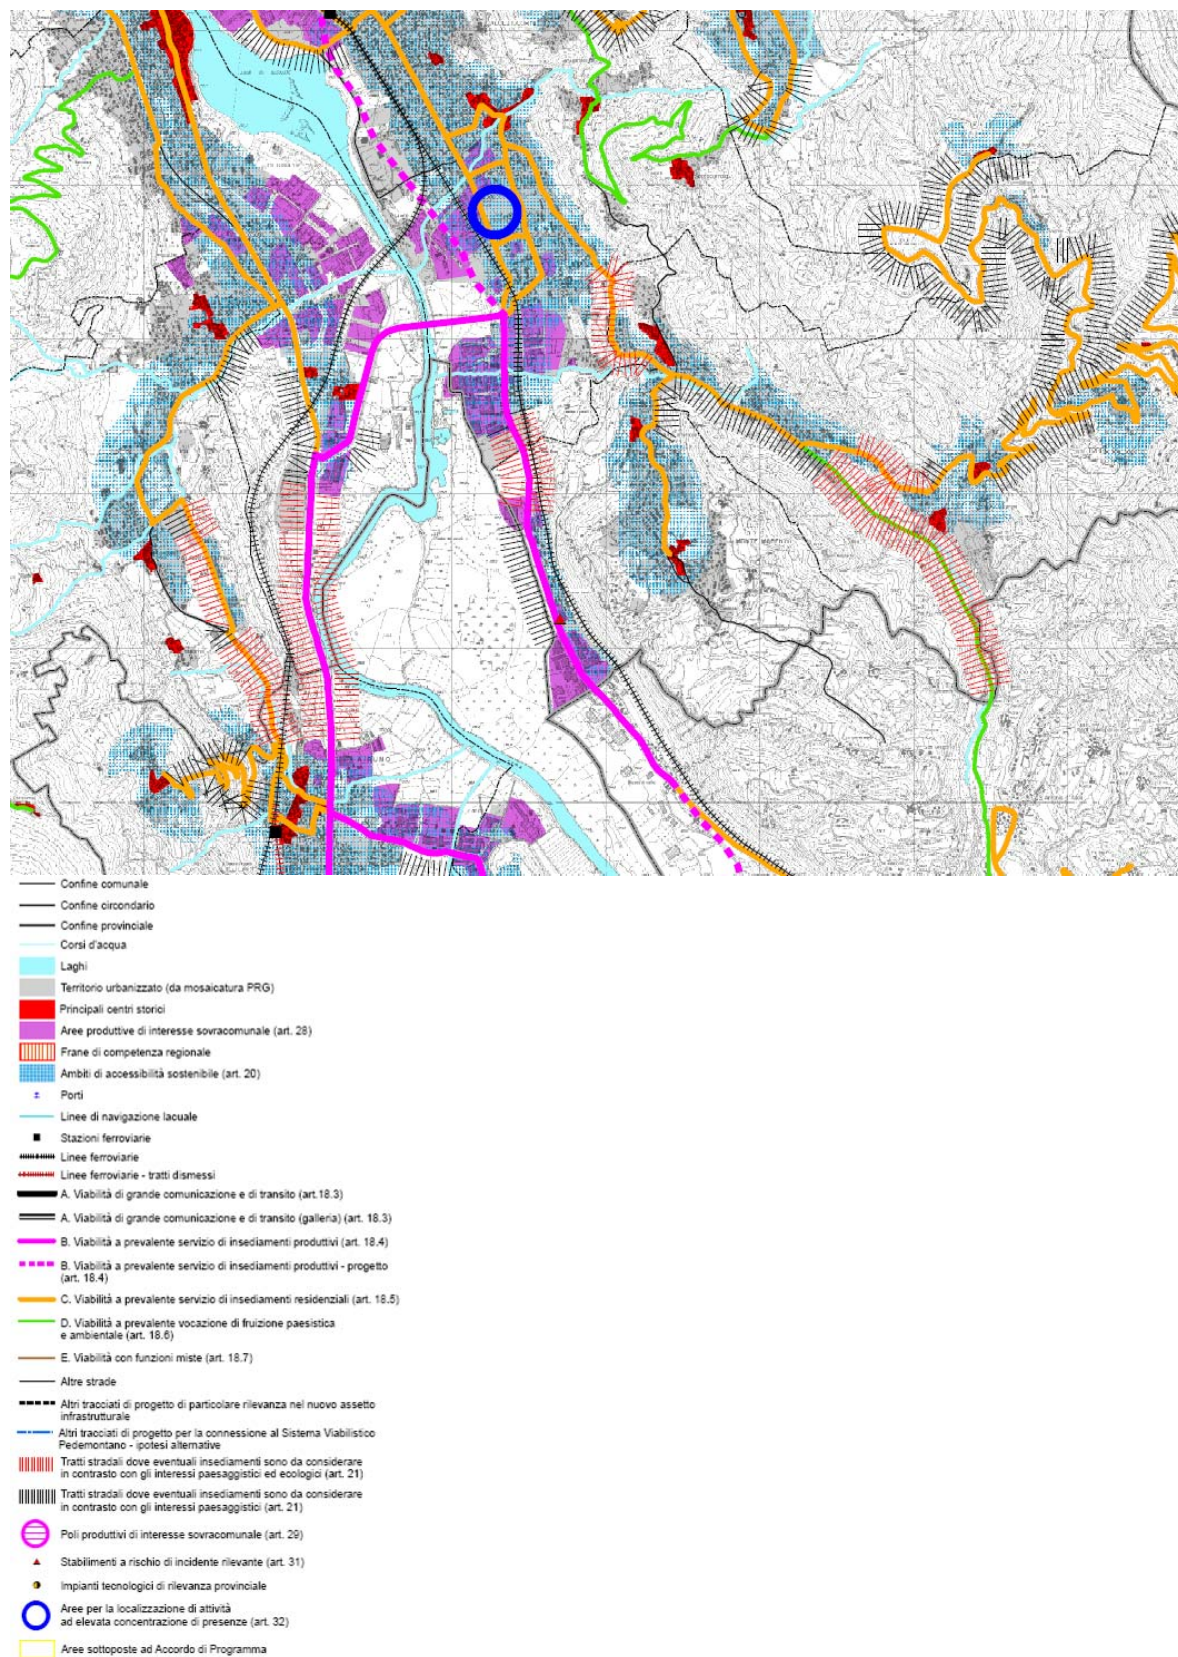 Confine comunale
Confine circondario
Confine provinciale
Corsi d'acqua
Laghi
Territorio urbanizzato (da mosaicatura PRG)
Principali centri storici
Aree produttive di interesse sovracomunale (art. 28)
Frane di competenza regionale
Ambiti di accessibilità sostenibile (art. 20)
Porti
Linee di navigazione lacuale
Stazioni ferroviarie
Linee ferroviarie
Linee ferroviarie - tratti dismessi
A. Viabilità di grande comunicazione e di transito (art.18.3)
A. Viabilità di grande comunicazione e di transito (galleria) (art. 18.3)
B. Viabilità a prevalente servizio di insediamenti produttivi (art. 18.4)
B. Viabilità a prevalente servizio di insediamenti produttivi - progetto
(art. 18.4)
C. Viabilità a prevalente servizio di insediamenti residenziali (art. 18.5)
D. Viabilità a prevalente vocazione di fruizione paesistica
e ambientale (art. 18.6)
E. Viabilità con funzioni miste (art. 18.7)
Altre strade
Altri tracciati di progetto di particolare rilevanza nel nuovo assetto
infrastrutturale
Altri tracciati di progetto per la connessione al Sistema Viabilistico
Pedemontano - ipotesi alternative
Tratti stradali dove eventuali insediamenti sono da considerare
in contrasto con gli interessi paesaggistici ed ecologici (art. 21)
Tratti stradali dove eventuali insediamenti sono da considerare
in contrasto con gli interessi paesaggistici (art. 21)
Poli produttivi di interesse sovracomunale (art. 29)
Stabilimenti a rischio di incidente rilevante (art. 31)
Impianti tecnologici di rilevanza provinciale
Aree per la localizzazione di attività
ad elevata concentrazione di presenze (art. 32)
Aree sottoposte ad Accordo di Programma